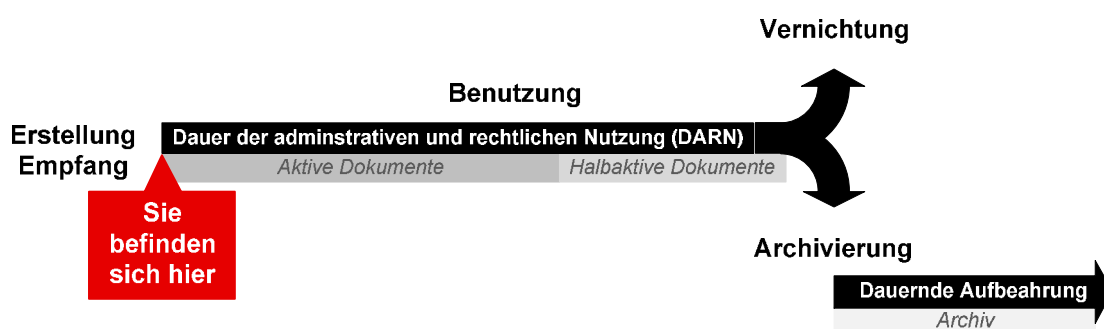 Vernichtung
Benutzung
Erstellung
Empfang
Dauer der adminstrativen und rechtlichen Nutzung (DARN)
Aktive Dokumente
Halbaktive Dokumente
Sie
befinden
sich hier
Archivierung
Dauernde Aufbeahrung
Archiv